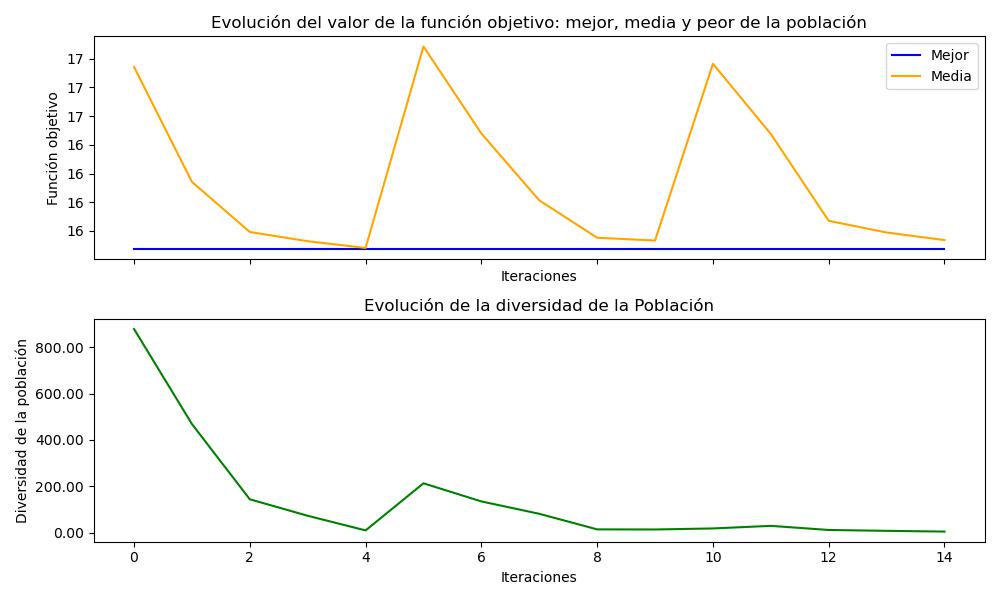 Evolución del valor de la función objetivo: mejor, media y peor de la población
Función objetivo
17
17
17
16
16
16
16
Mejor
Media
Iteraciones
Evolución de la diversidad de la Población
Diversidad de la población
800.00
600.00
400.00
200.00
0.00
0 2 4 6 8 10 12 14
Iteraciones